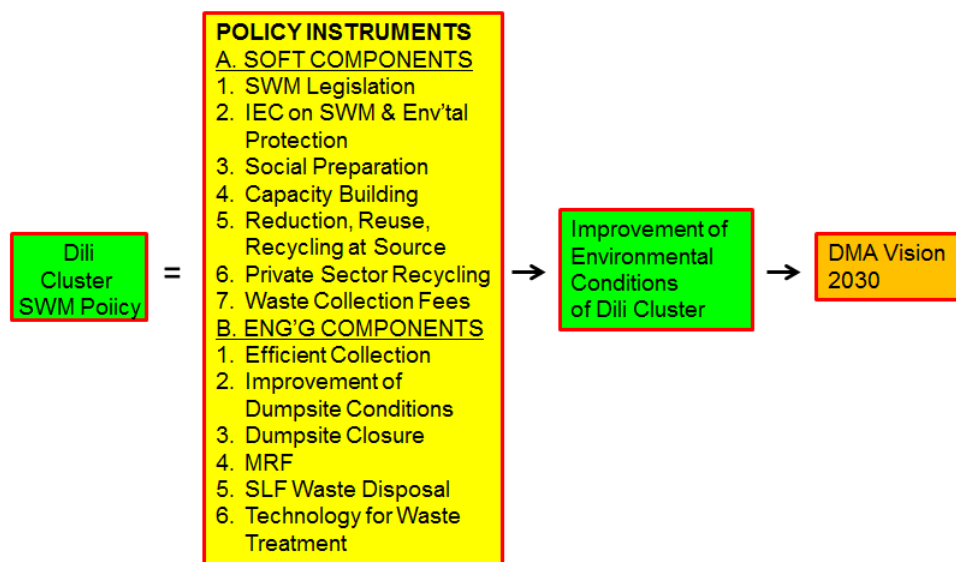 Dili
Cluster
SWM Poiicy
=
POLICY INSTRUMENTS
A. SOFT COMPONENTS
1. SWM Legislation
2. IEC on SWM & Env'tal
Protection
3. Social Preparation
4. Capacity Building
5. Reduction, Reuse,
Recycling at Source
6. Private Sector Recycling
7. Waste Collection Fees
B. ENG'G COMPONENTS
1. Efficient Collection
2. Improvement of
Dumpsite Conditions
3. Dumpsite Closure
4. MRF
5. SLF Waste Disposal
6. Technology for Waste
Treatment
Improvement of
Environmental
Conditions
of Dili Cluster
DMA Vision
2030